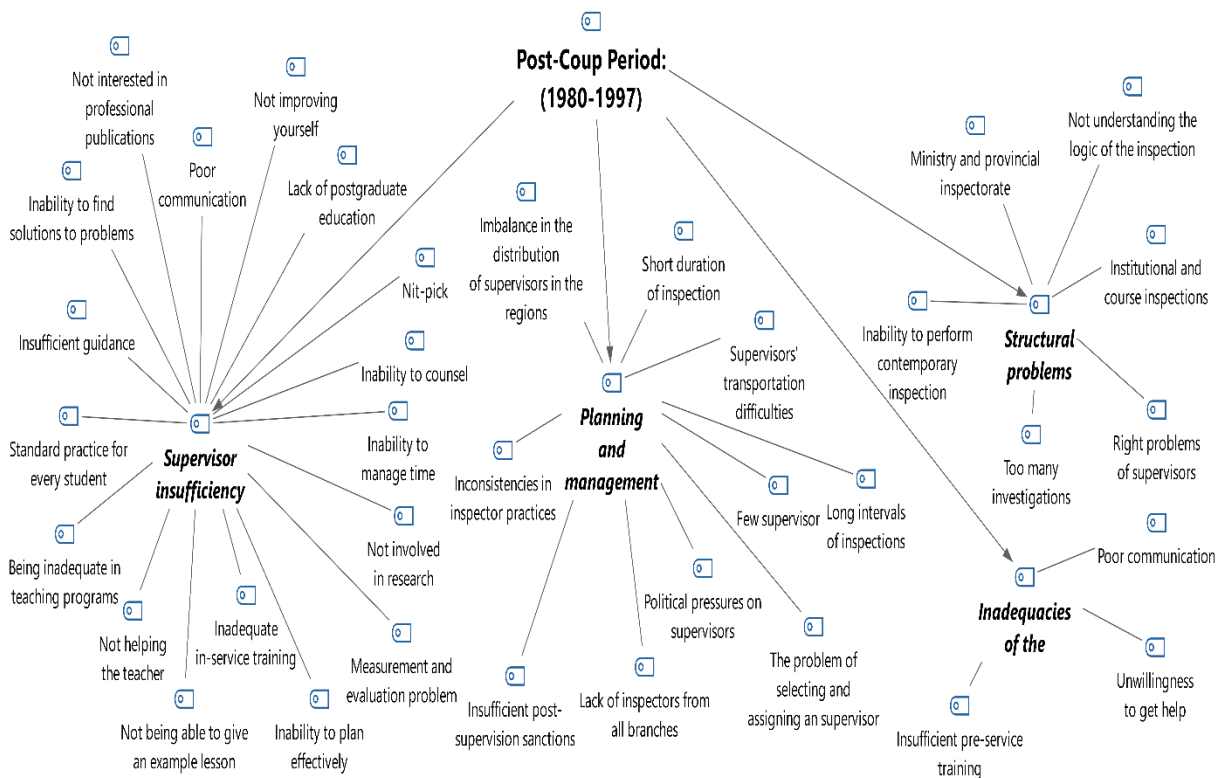 Post-Coup Period:
(1980-1997)
Not interested in
professional
publications
Not improving
yourself
Poor
communication
Lack of postgraduate
education
Inability to find
solutions to problems
Nit-pick
Insufficient guidance
Inability to counsel
Standard practice for
every student
Supervisor
insufficiency
Inability to
manage time
Being inadequate in
teaching programs
Not involved
in research
Not helping
the teacher
Inadequate
in-service training
Measurement and
evaluation problem
Not being able to give
an example lesson
Inability to plan
effectively
Imbalance in the
distribution
of supervisors in the
regions
Short duration
of inspection
Supervisors'
transportation
difficulties
Planning
and
management
Inconsistencies in
inspector practices
Few supervisor
Long intervals
of inspections
Political pressures on
supervisors
The problem of
selecting and
assigning an supervisor
Insufficient post-
supervision sanctions
Lack of inspectors from
all branches
Ministry and provincial
inspectorate
Not understanding the
logic of the inspection
Institutional and
course inspections
Inability to perform
contemporary
inspection
Structural
problems
Too many
investigations
Right problems
of supervisors
Poor communication
Inadequacies
of the
Unwillingness
to get help
Insufficient pre-service
training